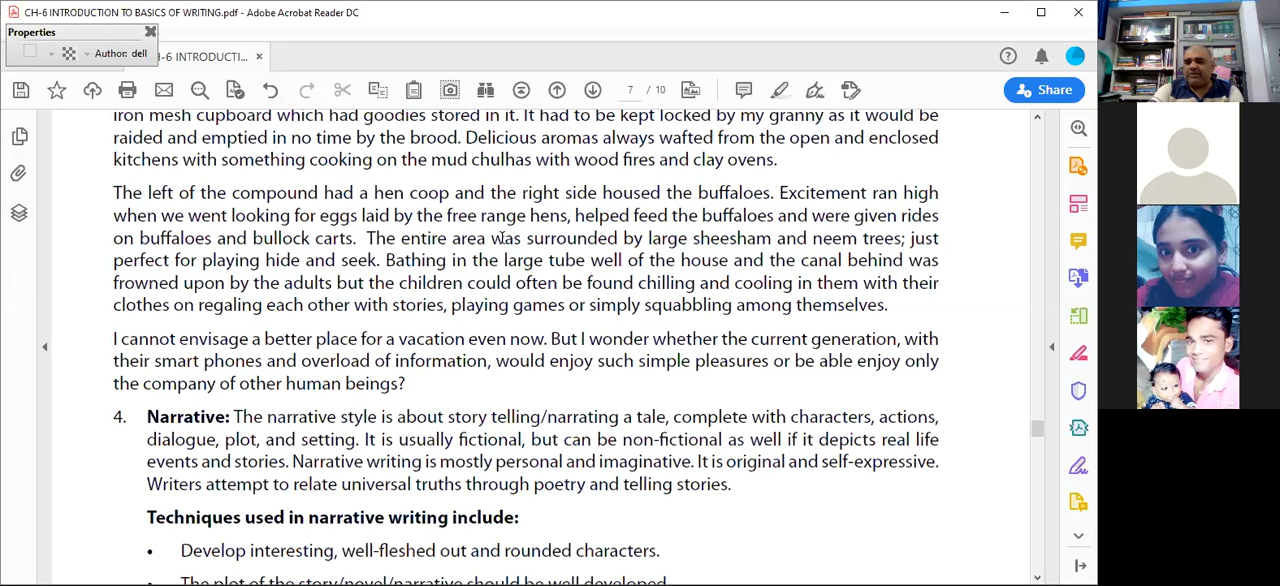 CH-6 INTRODUCTION TO BASICS OF WRITING.pdf - Adobe Acrobat Reader DC
Properties
Author: dell
H-6 INTRODUCTI...
7 / 10
Share
iron mesh cupboard which had goodies stored in it. It had to be kept locked by my granny as it would be
raided and emptied in no time by the brood. Delicious aromas always wafted from the open and enclosed
kitchens with something cooking on the mud chulhas with wood fires and clay ovens.
The left of the compound had a hen coop and the right side housed the buffaloes. Excitement ran high
when we went looking for eggs laid by the free range hens, helped feed the buffaloes and were given rides
on buffaloes and bullock carts. The entire area was surrounded by large sheesham and neem trees; just
perfect for playing hide and seek. Bathing in the large tube well of the house and the canal behind was
frowned upon by the adults but the children could often be found chilling and cooling in them with their
clothes on regaling each other with stories, playing games or simply squabbling among themselves.
I cannot envisage a better place for a vacation even now. But I wonder whether the current generation, with
their smart phones and overload of information, would enjoy such simple pleasures or be able enjoy only
the company of other human beings?
4. Narrative: The narrative style is about story telling/narrating a tale, complete with characters, actions,
dialogue, plot, and setting. It is usually fictional, but can be non-fictional as well if it depicts real life
events and stories. Narrative writing is mostly personal and imaginative. It is original and self-expressive.
Writers attempt to relate universal truths through poetry and telling stories.
Techniques used in narrative writing include:
• Develop interesting, well-fleshed out and rounded characters.
• The plot of the story/novel/narrative should be well developed